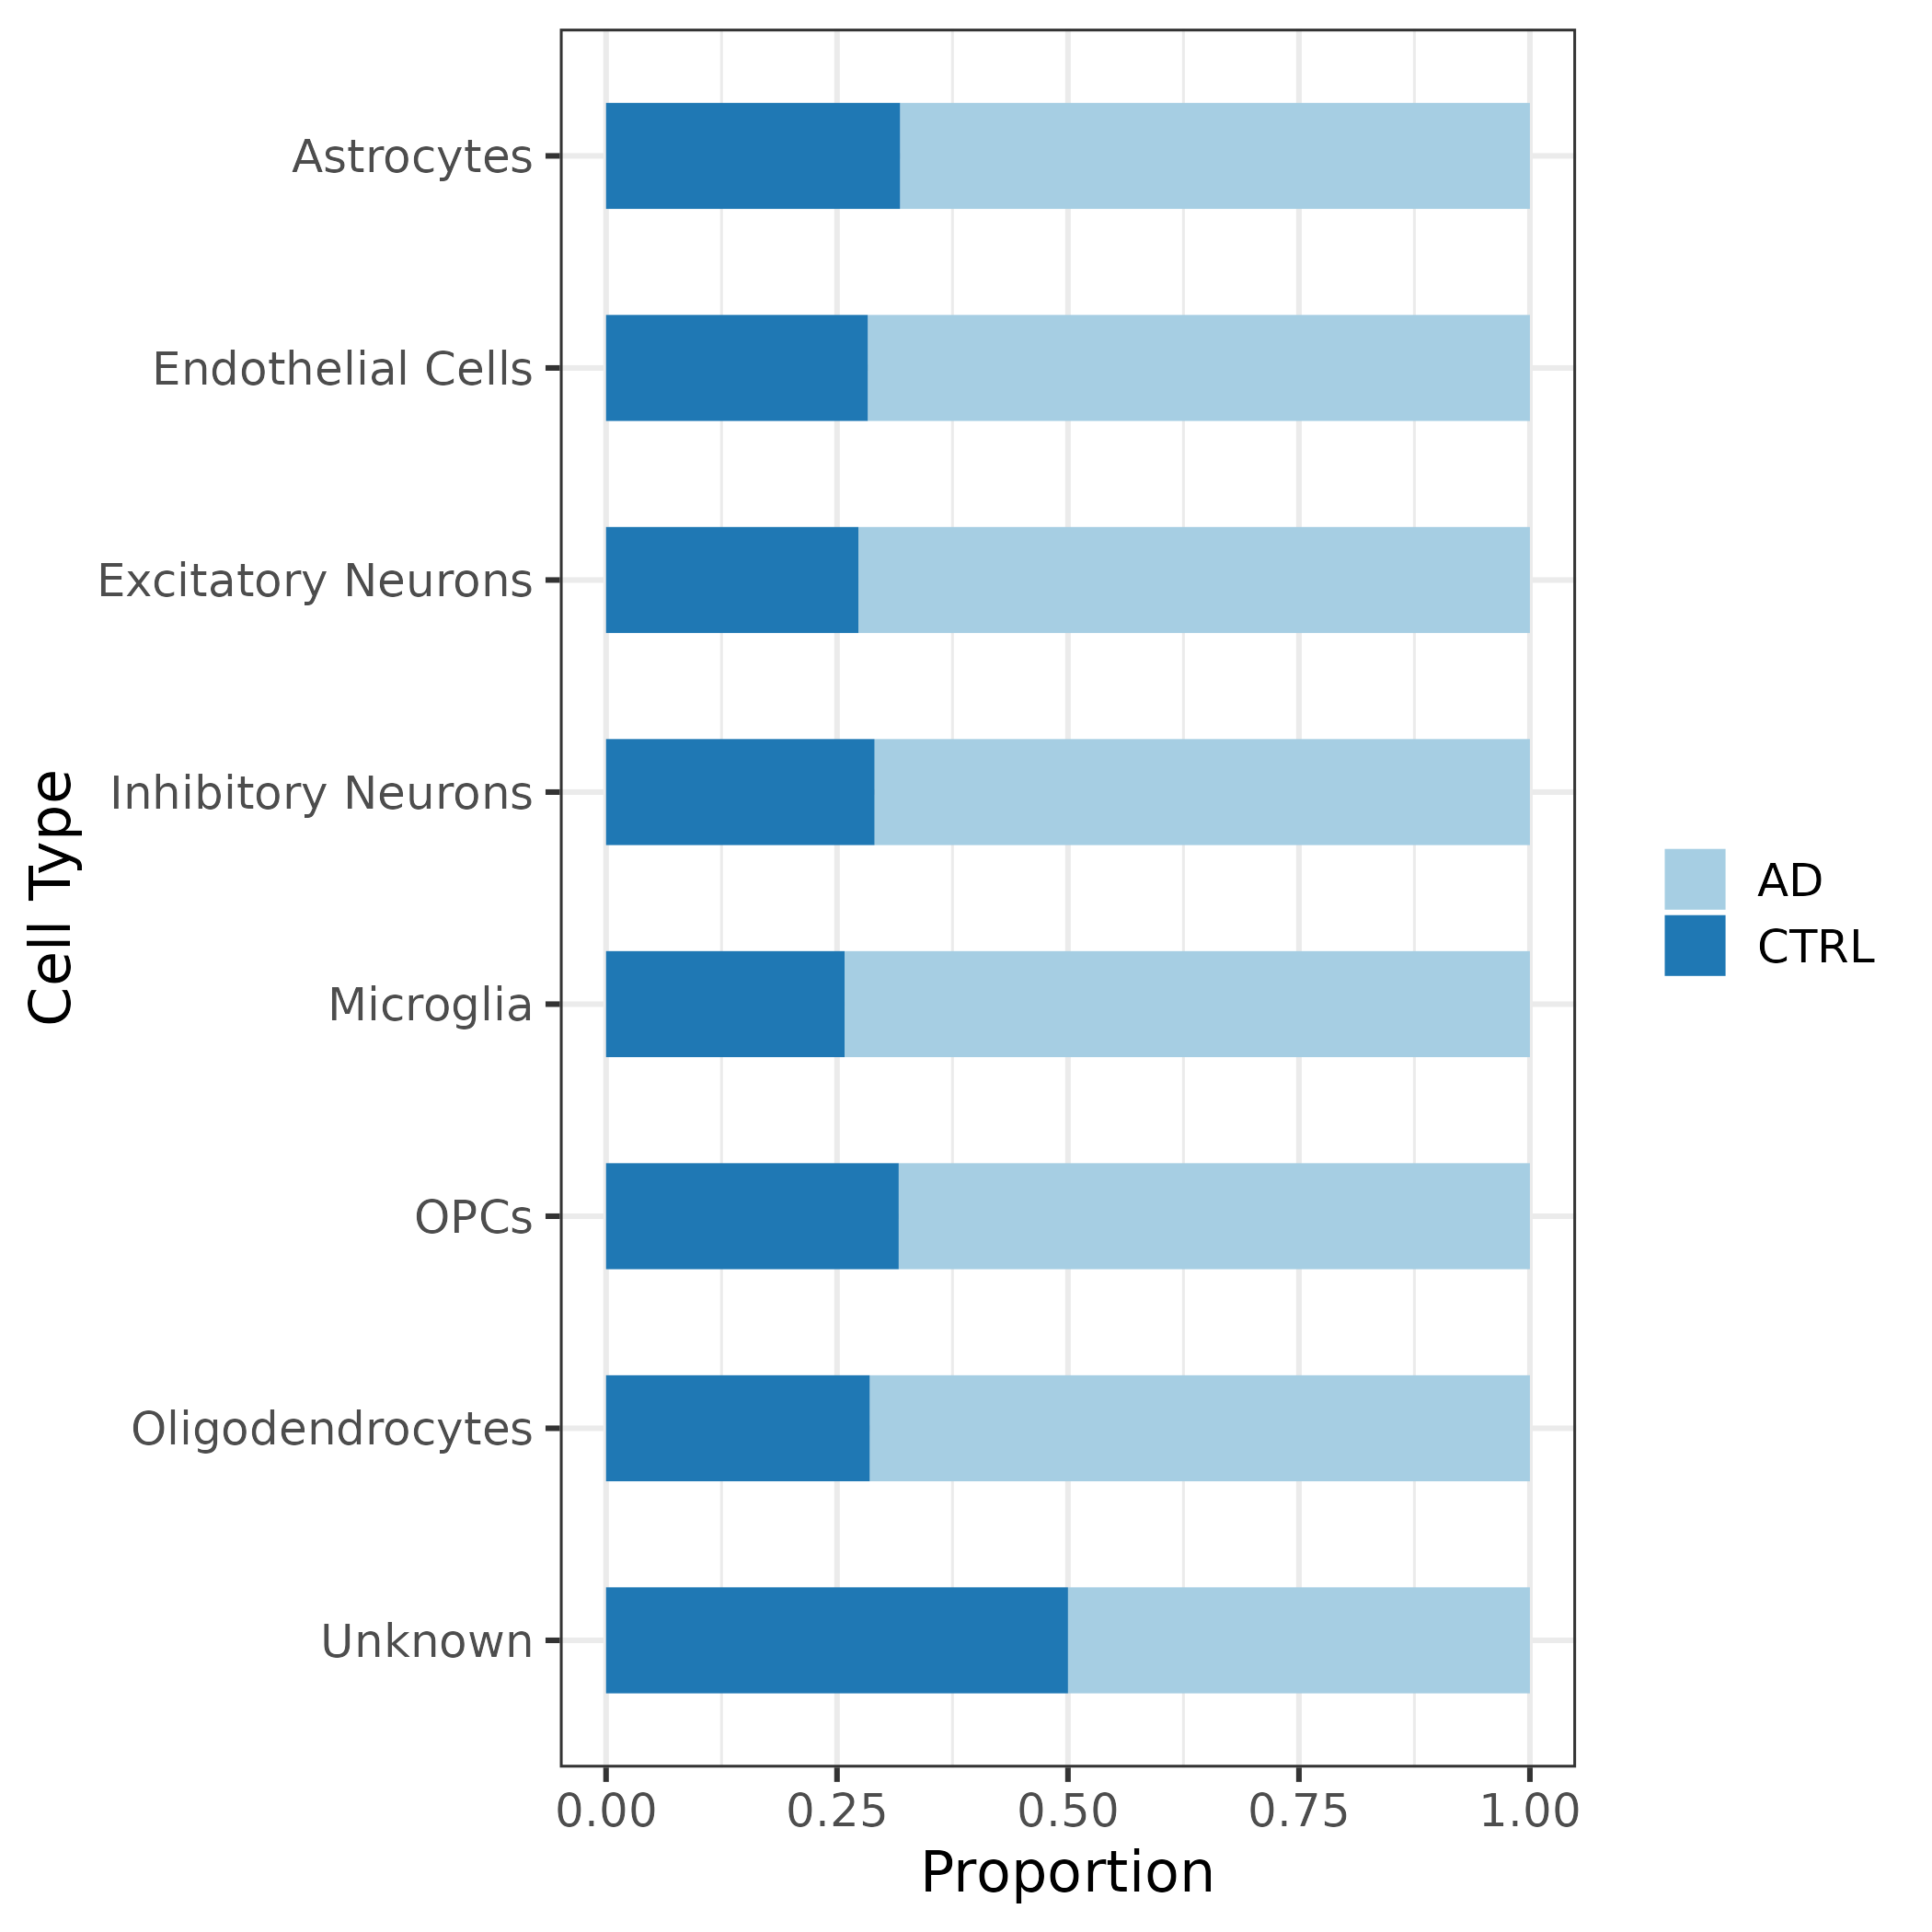 Astrocytes
Endothelial Cells
Excitatory Neurons
Inhibitory Neurons
Microglia
OPCs
Oligodendrocytes
Unknown
Cell Type
0.00 0.25 0.50 0.75 1.00
Proportion
AD
CTRL